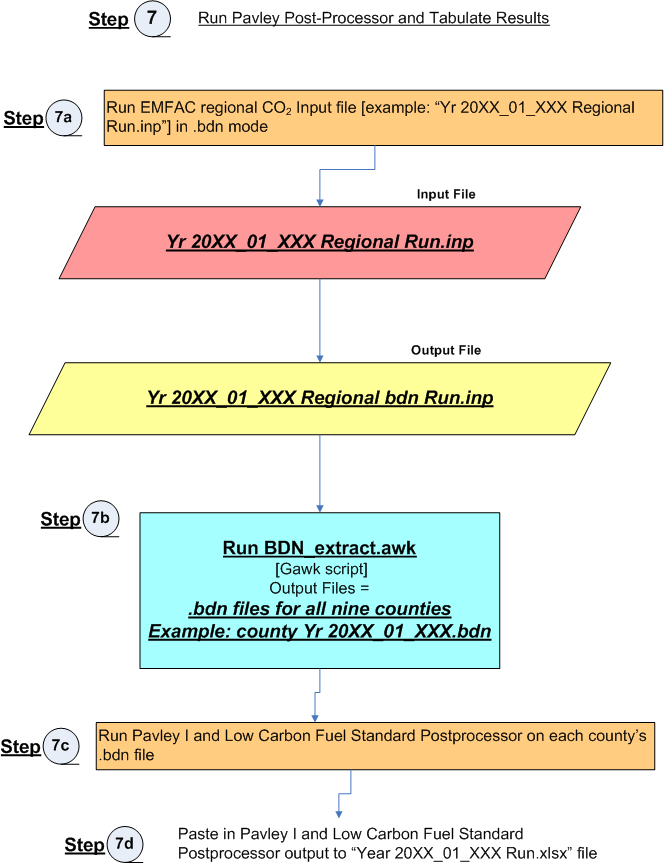 Step 7 Run Pavley Post-Processor and Tabulate Results
Step 7a
Run EMFAC regional CO₂ Input file [example: “Yr 20XX_01_XXX Regional
Run.inp”] in .bdn mode
Input File
Yr 20XX_01_XXX Regional Run.inp
Output File
Yr 20XX_01_XXX Regional bdn Run.inp
Step 7b
Run BDN_extract.awk
[Gawk script]
Output Files =
.bdn files for all nine counties
Example: county Yr 20XX_01_XXX.bdn
Step 7c
Run Pavley I and Low Carbon Fuel Standard Postprocessor on each county’s
.bdn file
Step 7d
Paste in Pavley I and Low Carbon Fuel Standard
Postprocessor output to “Year 20XX_01_XXX Run.xlsx” file